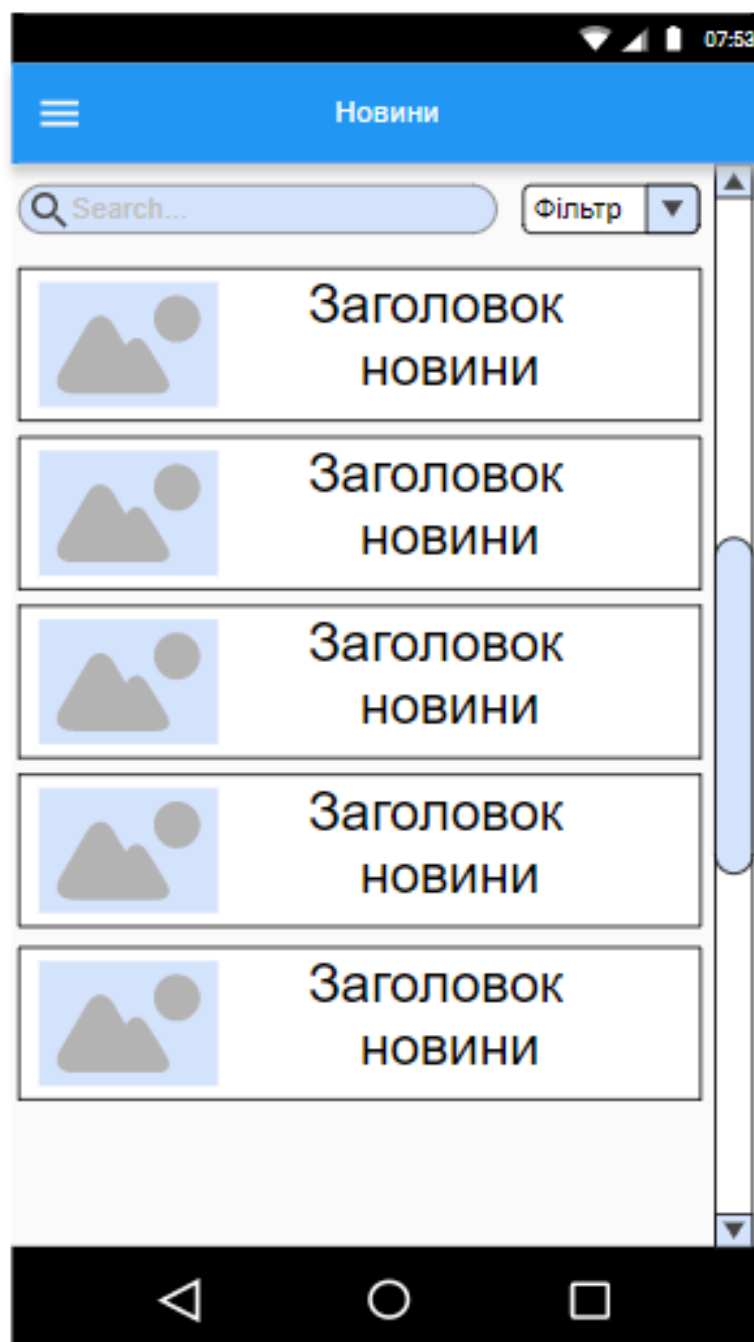 07:53
Новини
Search...
Фільтр
Заголовок
новини
Заголовок
новини
Заголовок
новини
Заголовок
новини
Заголовок
новини